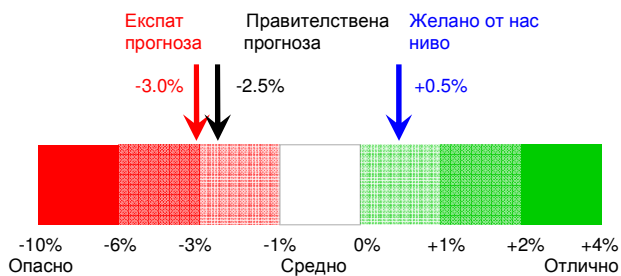 Експат
прогноза
-3.0%
Правителствена
прогноза
-2.5%
Желано от нас
ниво
+0.5%
-10% -6% -3% -1% 0% +1% +2% +4%
Опасно Средно Отлично